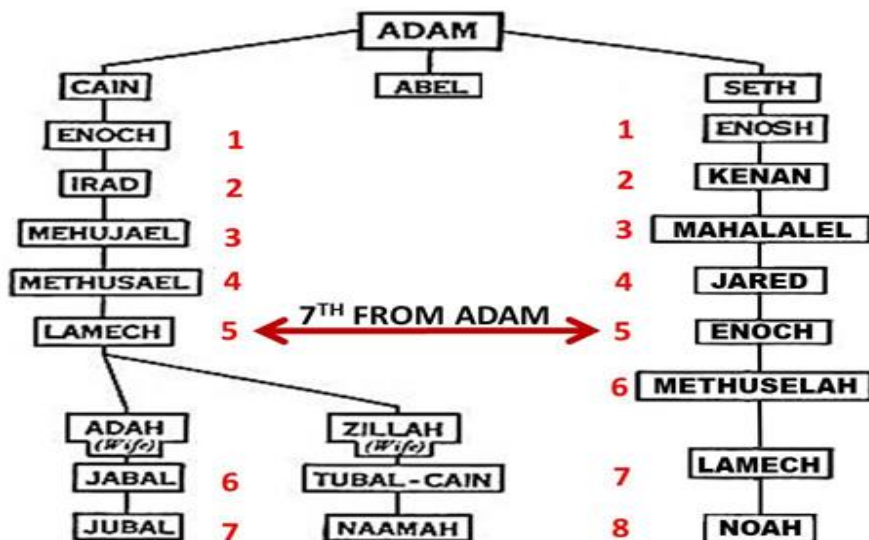 ADAM
CAIN ABEL SETH
ENOCH 1 1 ENOSH
IRAD 2 2 KENAN
MEHUJAEL 3 3 MAHALALEL
METHUSAEL 4 4 JARED
LAMECH 5 7TH FROM ADAM 5 ENOCH
6 METHUSELAH
ADAH ZILLAH
(Wife) (Wife)
JABAL 6 TUBAL-CAIN 7 LAMECH
JUBAL 7 NAAMAH 8 NOAH